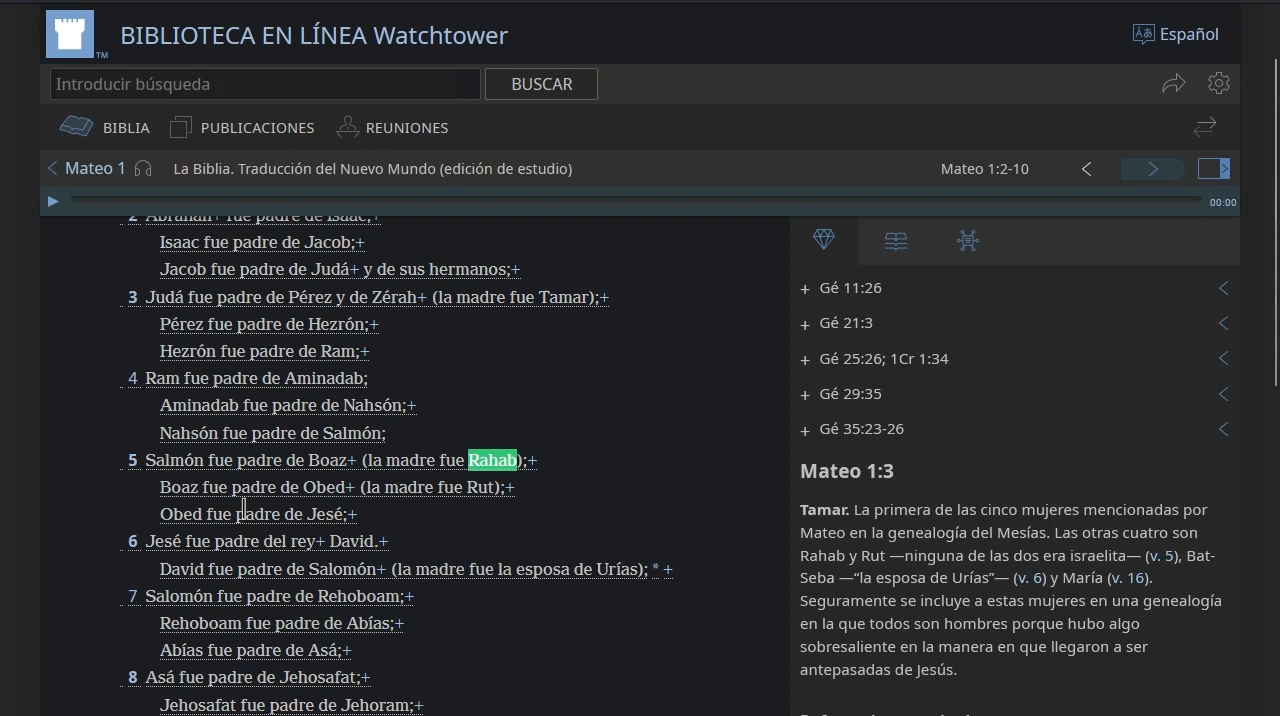 BIBLIOTECA EN LÍNEA Watchtower
TM
Español
Introducir búsqueda
BUSCAR
BIBLIA
PUBLICACIONES
REUNIONES
Mateo 1
La Biblia. Traducción del Nuevo Mundo (edición de estudio)
Mateo 1:2-10
00:00
2 Abrahán+ fue padre de Isaac;+
Isaac fue padre de Jacob;+
Jacob fue padre de Judá+ y de sus hermanos;+
3 Judá fue padre de Pérez y de Zérah+ (la madre fue Tamar);+
Pérez fue padre de Hezrón;+
Hezrón fue padre de Ram;+
4 Ram fue padre de Aminadab;
Aminadab fue padre de Nahsón;+
Nahsón fue padre de Salmón;
5 Salmón fue padre de Boaz+ (la madre fue Rahab);+
Boaz fue padre de Obed+ (la madre fue Rut);+
Obed fue padre de Jesé;+
6 Jesé fue padre del rey+ David.+
David fue padre de Salomón+ (la madre fue la esposa de Urías); * +
7 Salomón fue padre de Rehoboam;+
Rehoboam fue padre de Abías;+
Abías fue padre de Asá;+
8 Asá fue padre de Jehosafat;+
Jehosafat fue padre de Jehoram;+
+ Gé 11:26
+ Gé 21:3
+ Gé 25:26; 1Cr 1:34
+ Gé 29:35
+ Gé 35:23-26
Mateo 1:3
Tamar. La primera de las cinco mujeres mencionadas por
Mateo en la genealogía del Mesías. Las otras cuatro son
Rahab y Rut —ninguna de las dos era israelita— (v. 5), Bat-
Seba —“la esposa de Urías”— (v. 6) y María (v. 16).
Seguramente se incluye a estas mujeres en una genealogía
en la que todos son hombres porque hubo algo
sobresaliente en la manera en que llegaron a ser
antepasadas de Jesús.